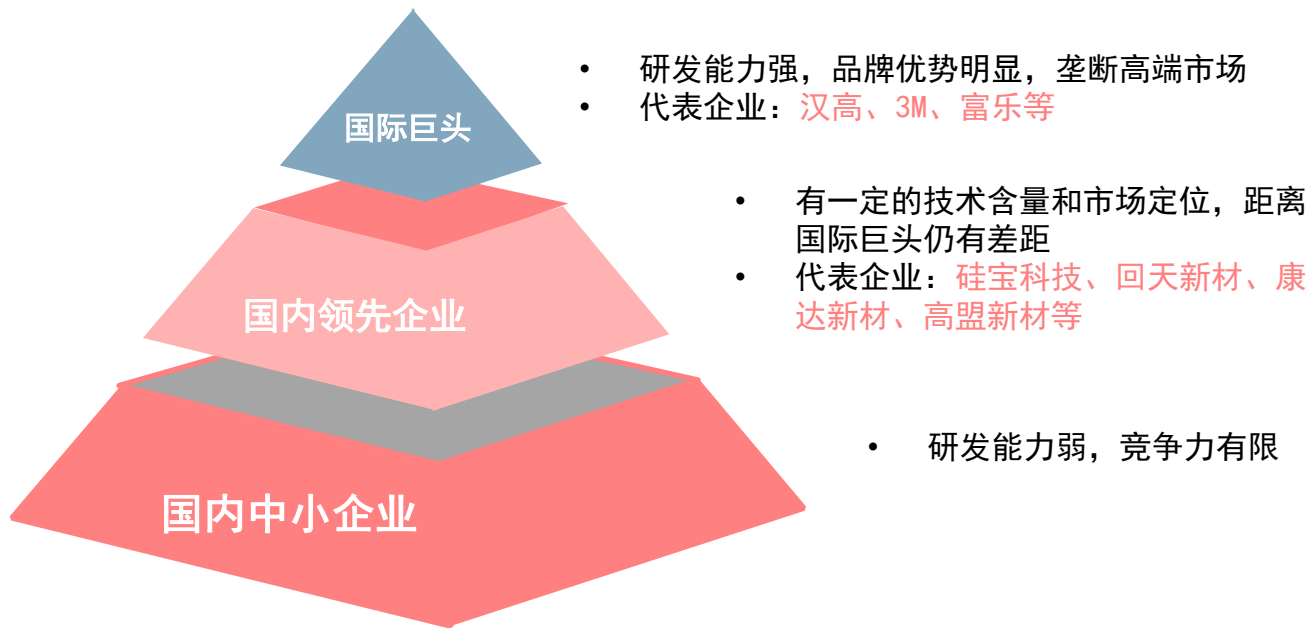 国际巨头
• 研发能力强，品牌优势明显，垄断高端市场
• 代表企业：汉高、3M、富乐等
国内领先企业
• 有一定的技术含量和市场定位，距离
国际巨头仍有差距
• 代表企业：硅宝科技、回天新材、康
达新材、高盟新材等
国内中小企业
• 研发能力弱，竞争力有限